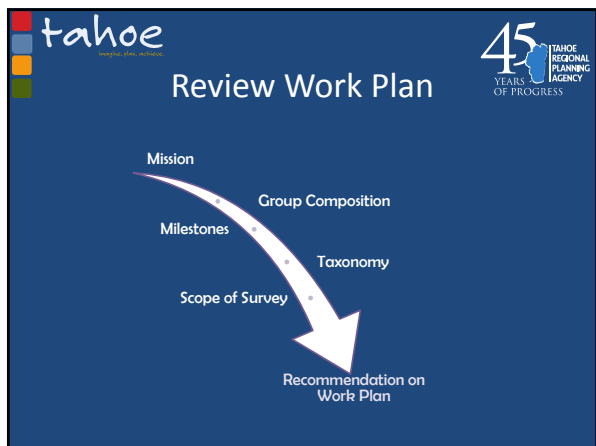 tahoe
imagine. plan. achieve.
45
YEARS
OF PROGRESS
TAHOE
REGIONAL
PLANNING
AGENCY
Review Work Plan
Mission
Group Composition
Milestones
Taxonomy
Scope of Survey
Recommendation on
Work Plan